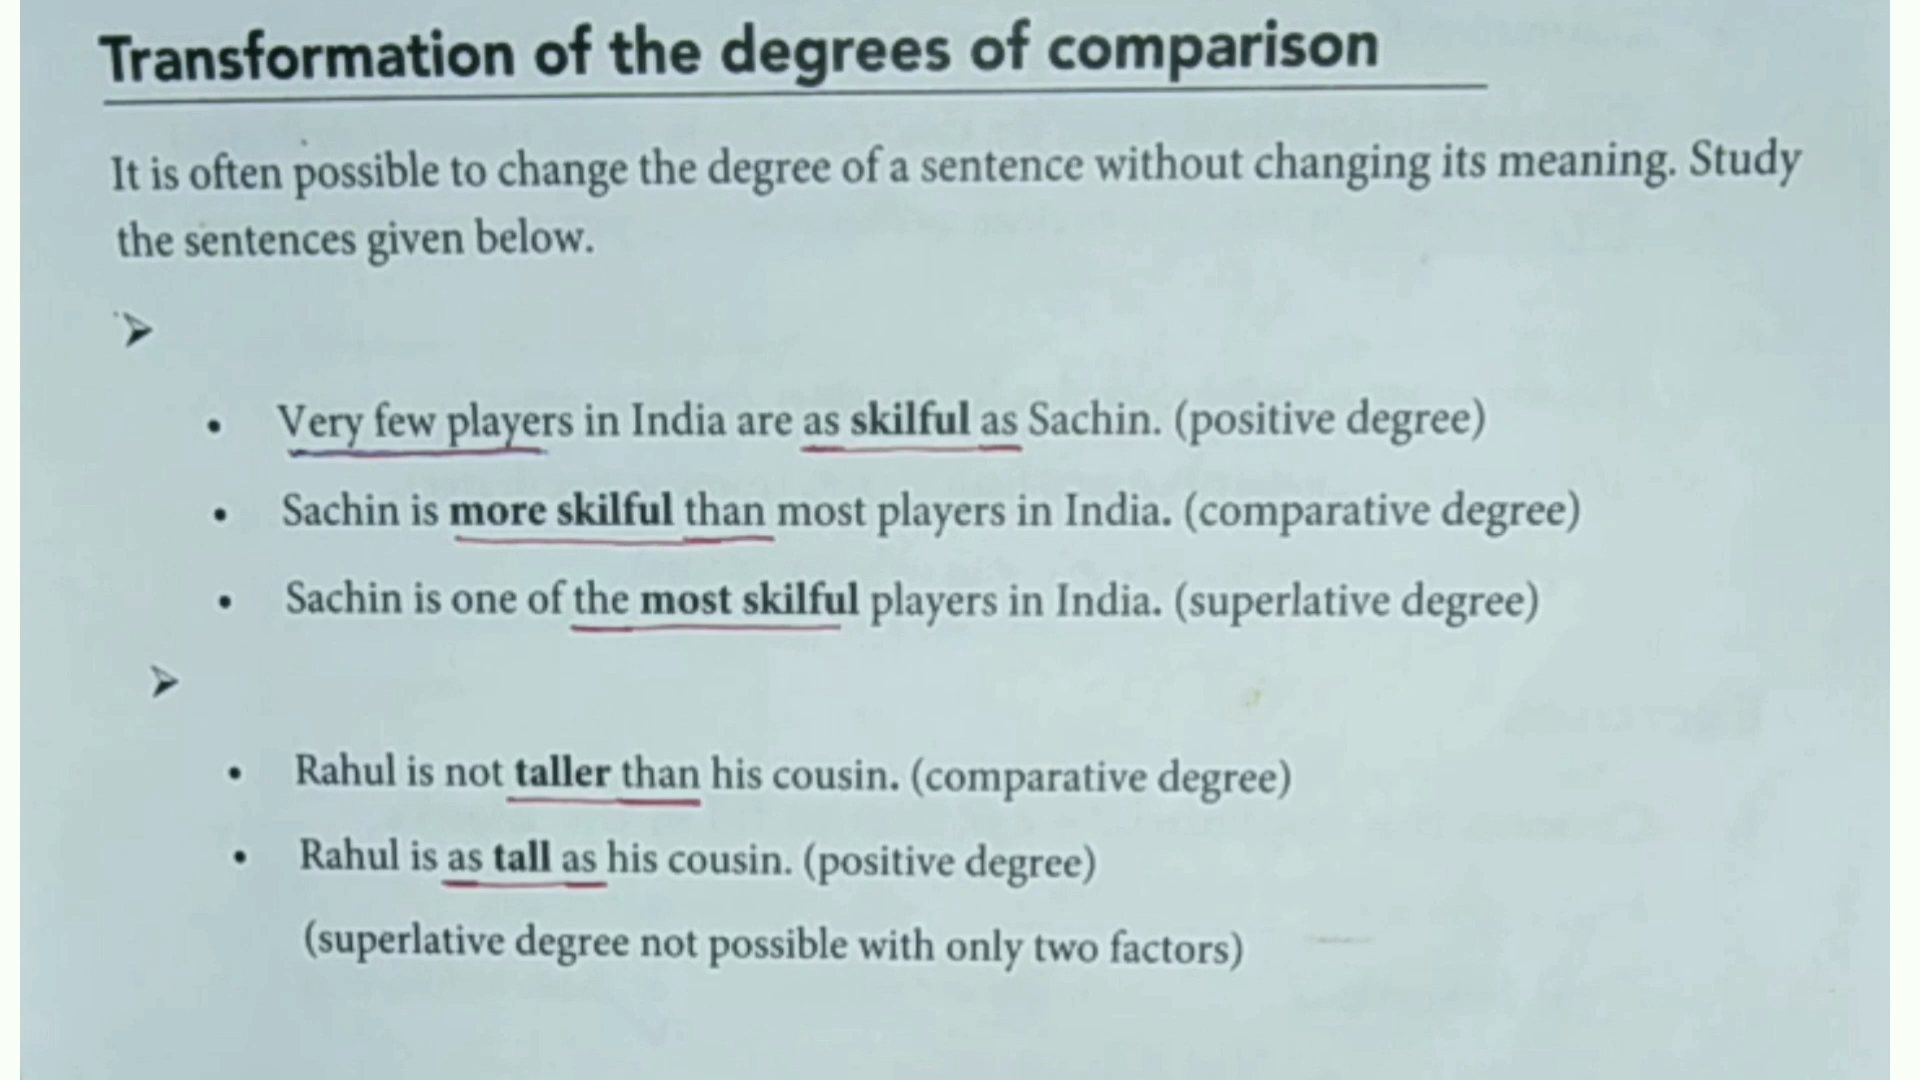 Transformation of the degrees of comparison
It is often possible to change the degree of a sentence without changing its meaning. Study
the sentences given below.
➢
• Very few players in India are as skilful as Sachin. (positive degree)
• Sachin is more skilful than most players in India. (comparative degree)
• Sachin is one of the most skilful players in India. (superlative degree)
➢
• Rahul is not taller than his cousin. (comparative degree)
• Rahul is as tall as his cousin. (positive degree)
(superlative degree not possible with only two factors)